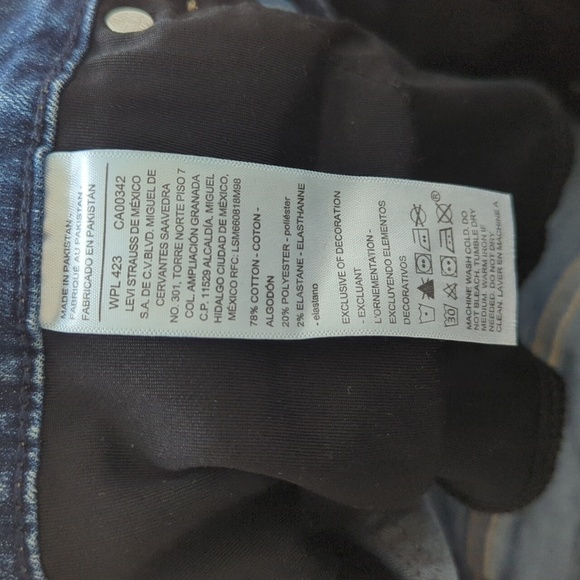 MADE IN PAKISTAN -
FABRIQUÉ AU PAKISTAN -
FABRICADO EN PAKISTÁN
WPL 423 CA00342
LEVI STRAUSS DE MÉXICO
S.A. DE C.V BLVD. MIGUEL DE
CERVANTES SAAVEDRA
NO. 301, TORRE NORTE PISO 7
COL. AMPLIACIÓN GRANADA
C.P. 11529 ALCALDÍA. MIGUEL
HIDALGO CIUDAD DE MÉXICO,
MÉXICO RFC: LSM660818M98
78% COTTON - COTON -
ALGODÓN
20% POLYESTER - poliéster
2% ELASTANE - ELASTHANNE
- elastano
EXCLUSIVE OF DECORATION
- EXCLUANT
L'ORNEMENTATION -
EXCLUYENDO ELEMENTOS
DECORATIVOS
®
30
MACHINE WASH COLD. DO
NOT BLEACH. TUMBLE DRY
MEDIUM. WARM IRON IF
NEEDED. DO NOT DRY
CLEAN. LAVER EN MACHINE A